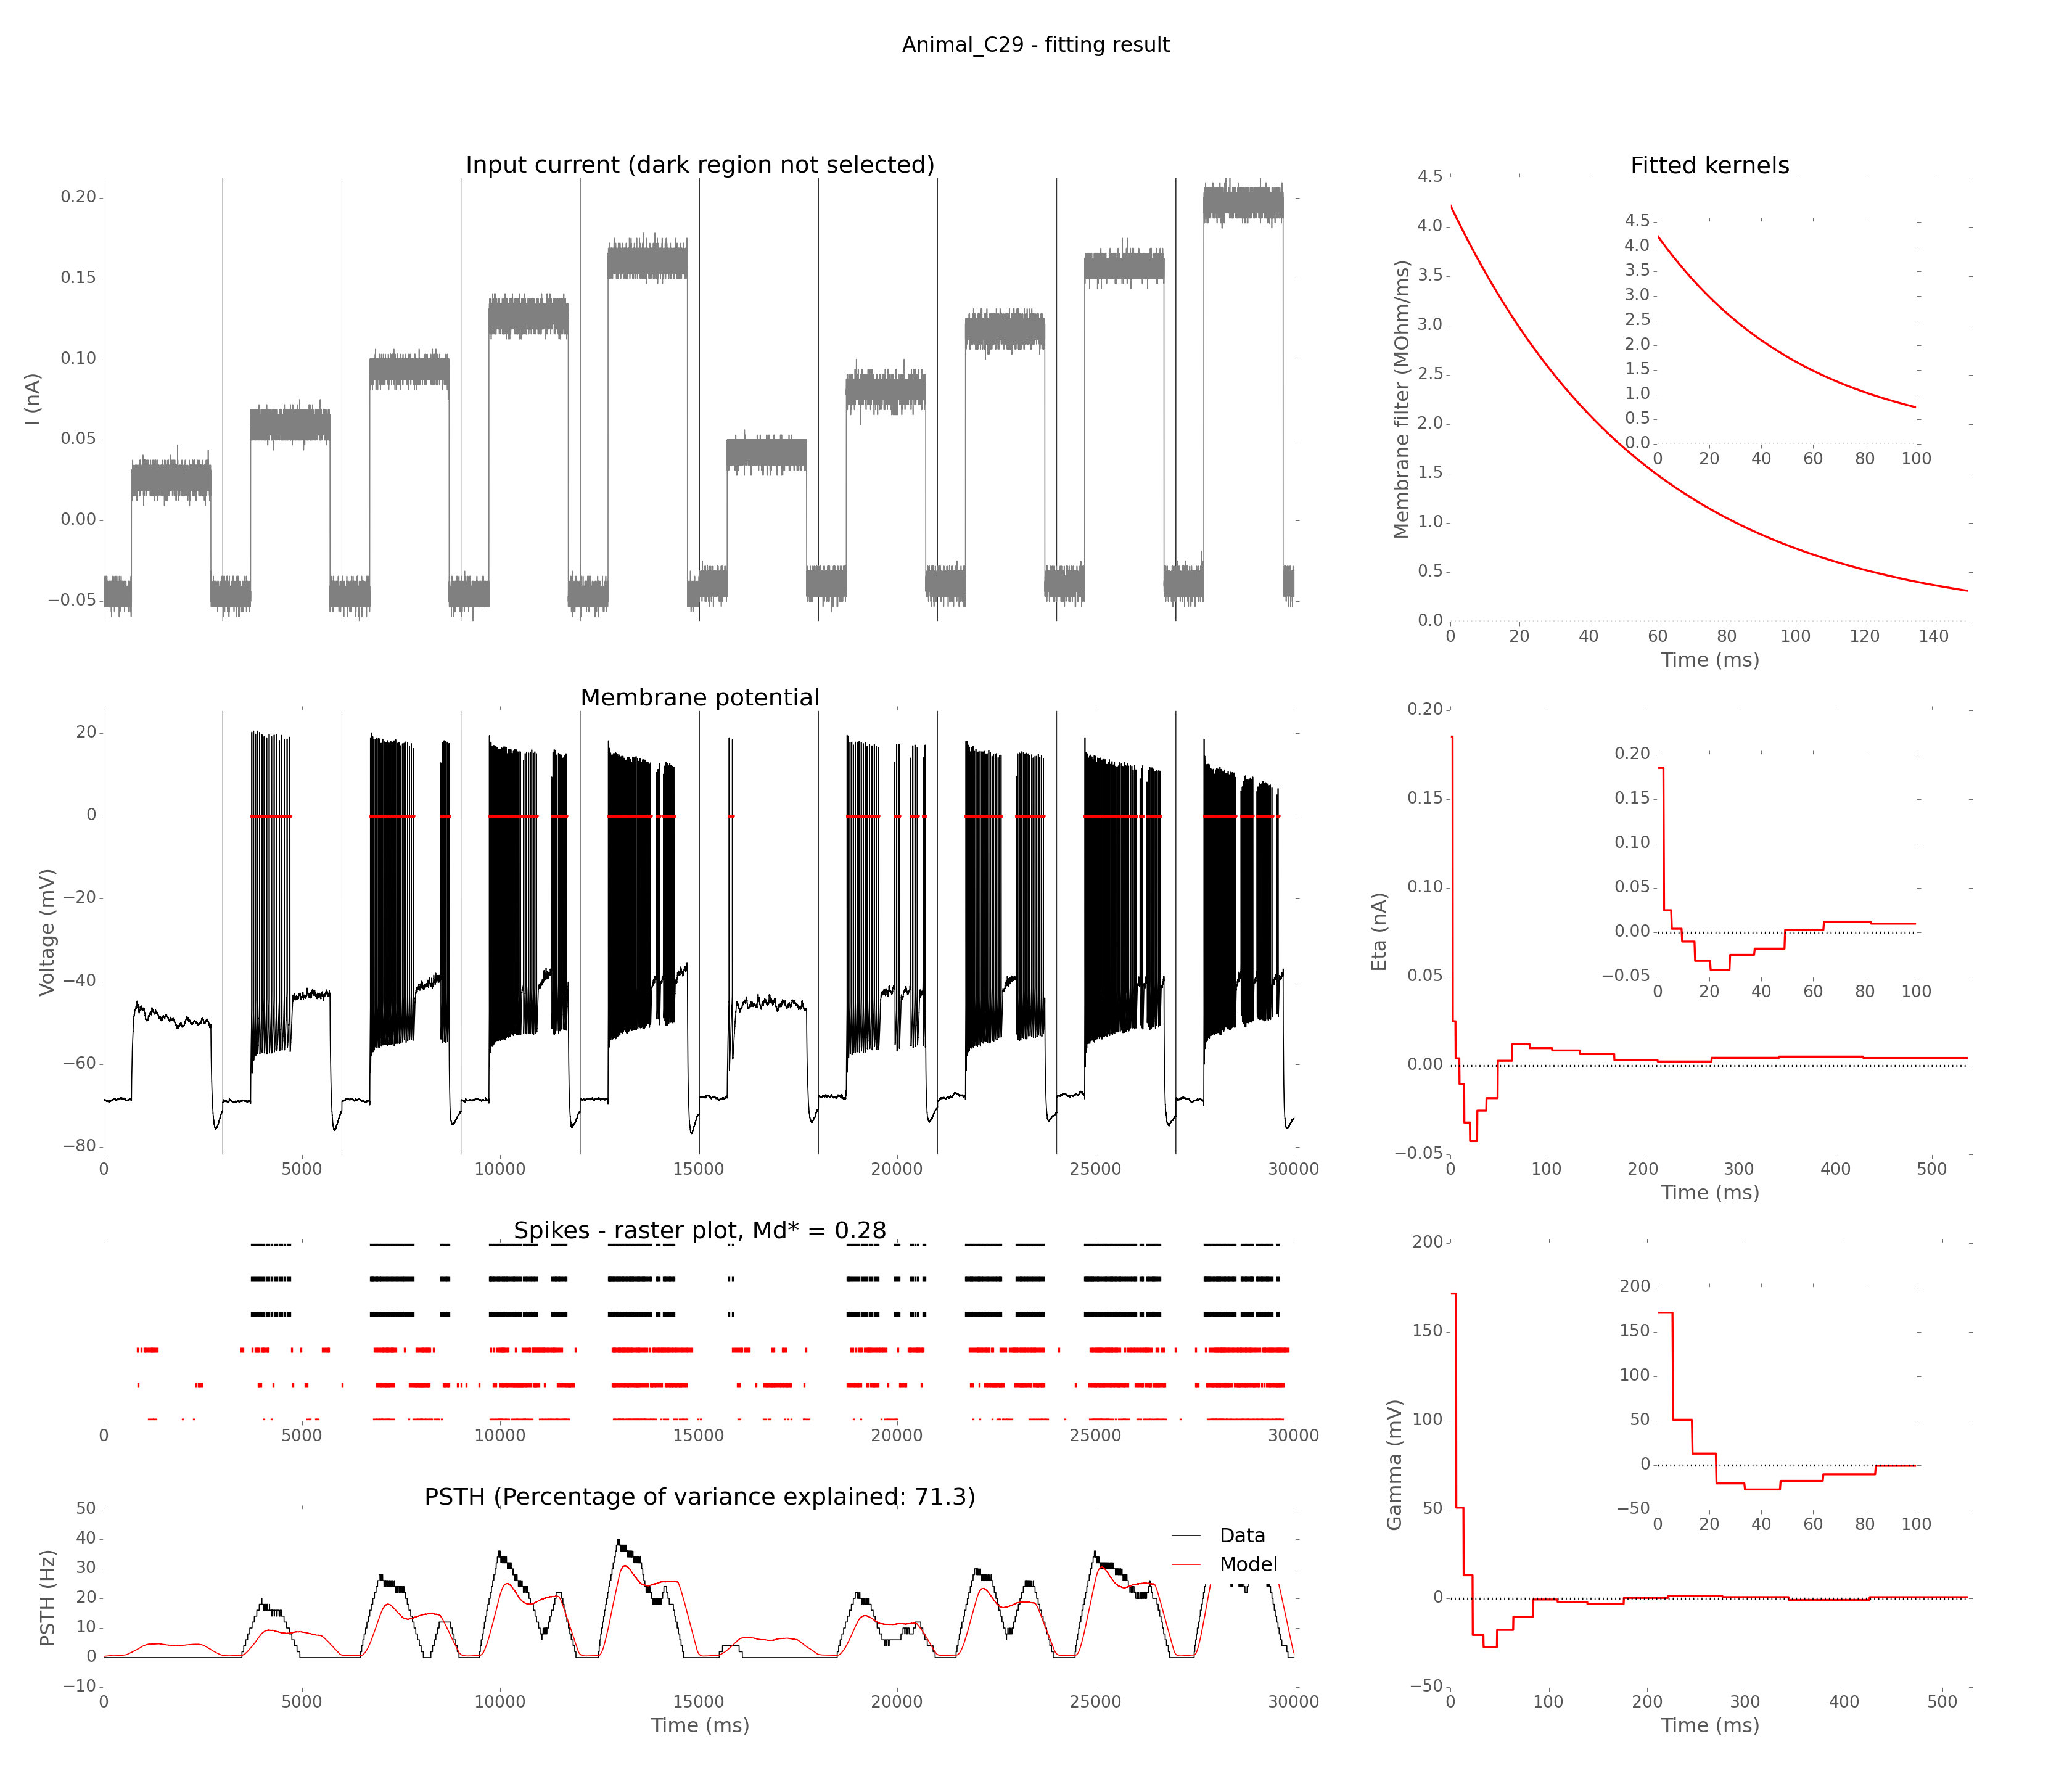 Animal_C29 - fitting result
Input current (dark region not selected)
I (nA)
0.20
0.15
0.10
0.05
0.00
−0.05
Fitted kernels
Membrane filter (MOhm/ms)
4.5
4.0
3.5
3.0
2.5
2.0
1.5
1.0
0.5
0.0
0 20 40 60 80 100 120 140
Time (ms)
4.5
4.0
3.5
3.0
2.5
2.0
1.5
1.0
0.5
0.0
0 20 40 60 80 100
Membrane potential
Voltage (mV)
20
0
−20
−40
−60
−80
0 5000 10000 15000 20000 25000 30000
Eta (nA)
0.20
0.15
0.10
0.05
0.00
−0.05
0 100 200 300 400 500
Time (ms)
0.20
0.15
0.10
0.05
0.00
−0.05
0 20 40 60 80 100
Spikes - raster plot, Md* = 0.28
0 5000 10000 15000 20000 25000 30000
PSTH (Percentage of variance explained: 71.3)
PSTH (Hz)
50
40
30
20
10
0
−10
Data
Model
0 5000 10000 15000 20000 25000 30000
Time (ms)
Gamma (mV)
200
150
100
50
0
−50
0 100 200 300 400 500
Time (ms)
200
150
100
50
0
−50
0 20 40 60 80 100